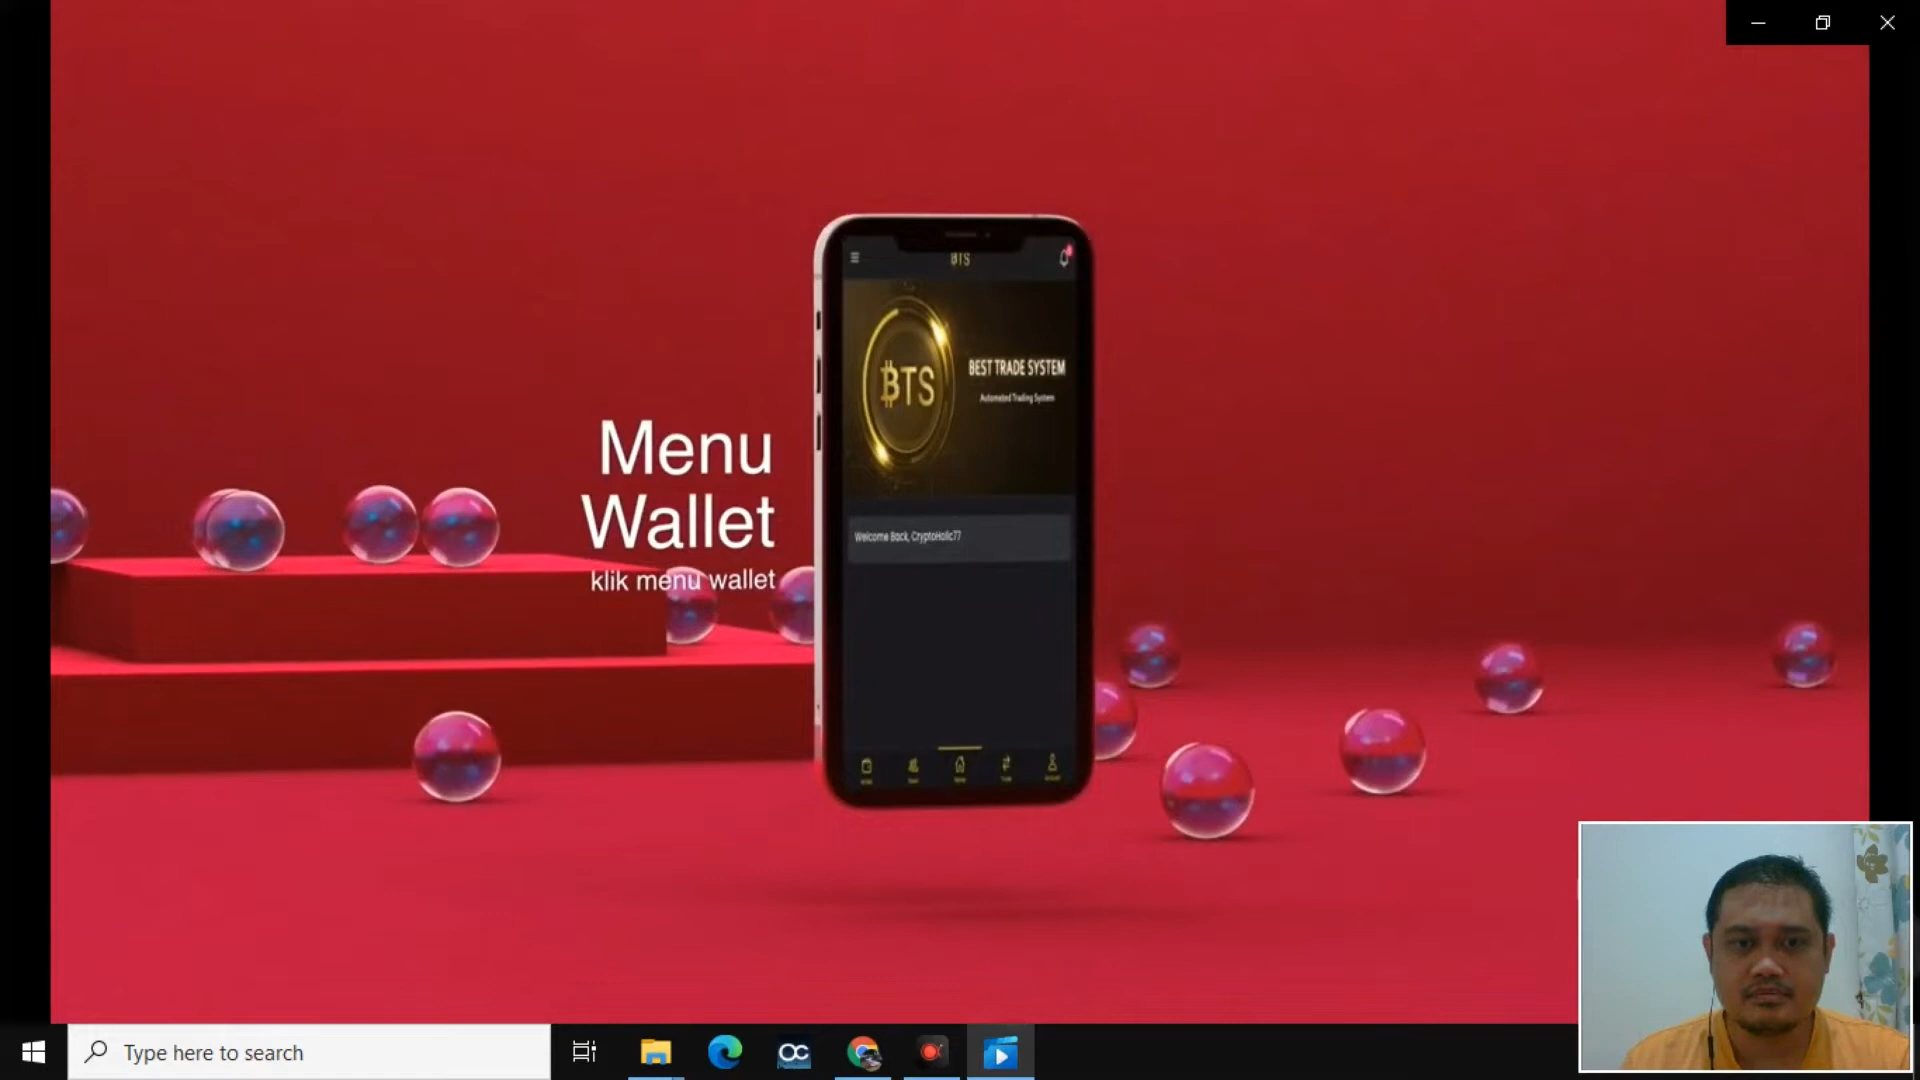 BTS
BTS
BEST TRADE SYSTEM
Automated Trading System
Menu
Wallet
klik menu wallet
Welcome Back, CryptoHolic77
Type here to search